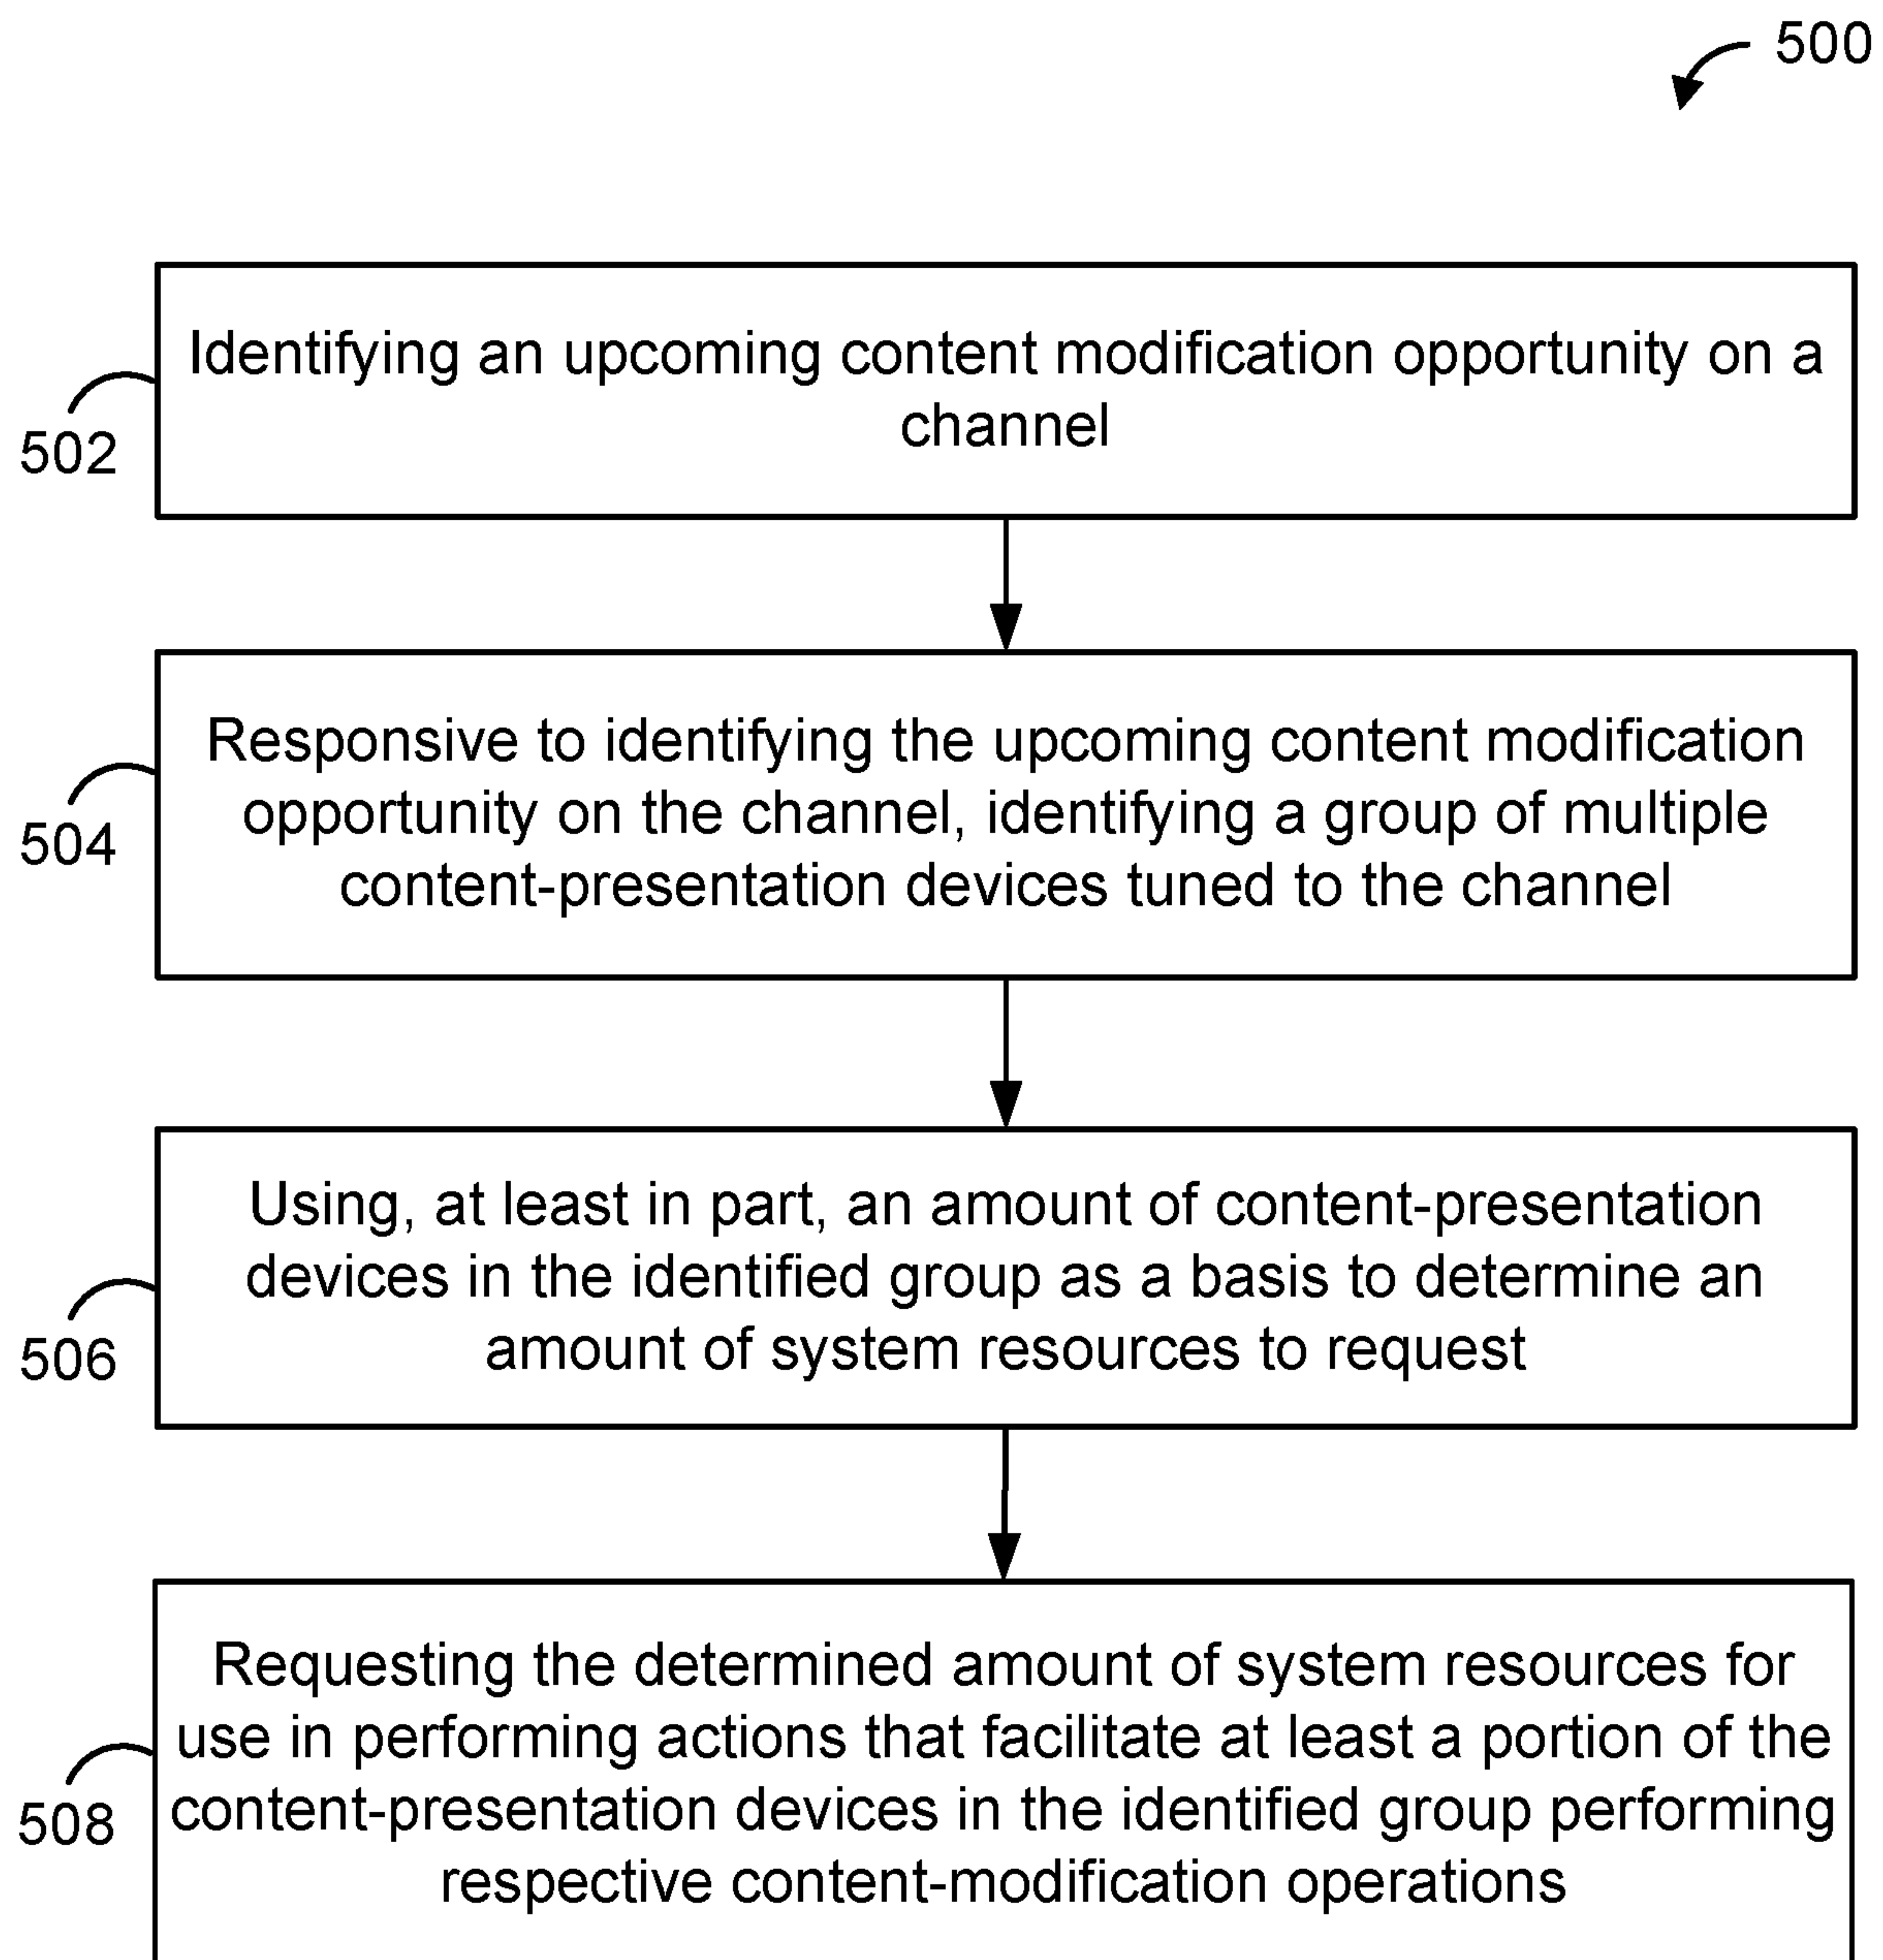 500
Identifying an upcoming content modification opportunity on a
channel
502
Responsive to identifying the upcoming content modification
opportunity on the channel, identifying a group of multiple
content-presentation devices tuned to the channel
504
Using, at least in part, an amount of content-presentation
devices in the identified group as a basis to determine an
amount of system resources to request
506
Requesting the determined amount of system resources for
use in performing actions that facilitate at least a portion of the
content-presentation devices in the identified group performing
respective content-modification operations
508